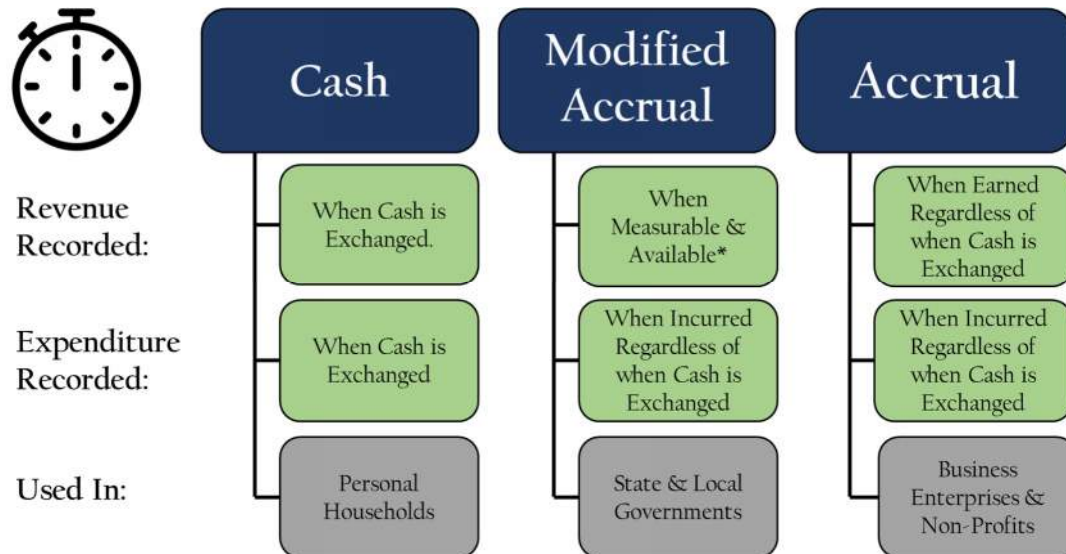 Cash
Modified
Accrual
Accrual
Revenue
Recorded:
When Cash is
Exchanged.
When
Measurable &
Available*
When Earned
Regardless of
when Cash is
Exchanged
Expenditure
Recorded:
When Cash is
Exchanged
When Incurred
Regardless of
when Cash is
Exchanged
When Incurred
Regardless of
when Cash is
Exchanged
Used In:
Personal
Households
State & Local
Governments
Business
Enterprises &
Non-Profits